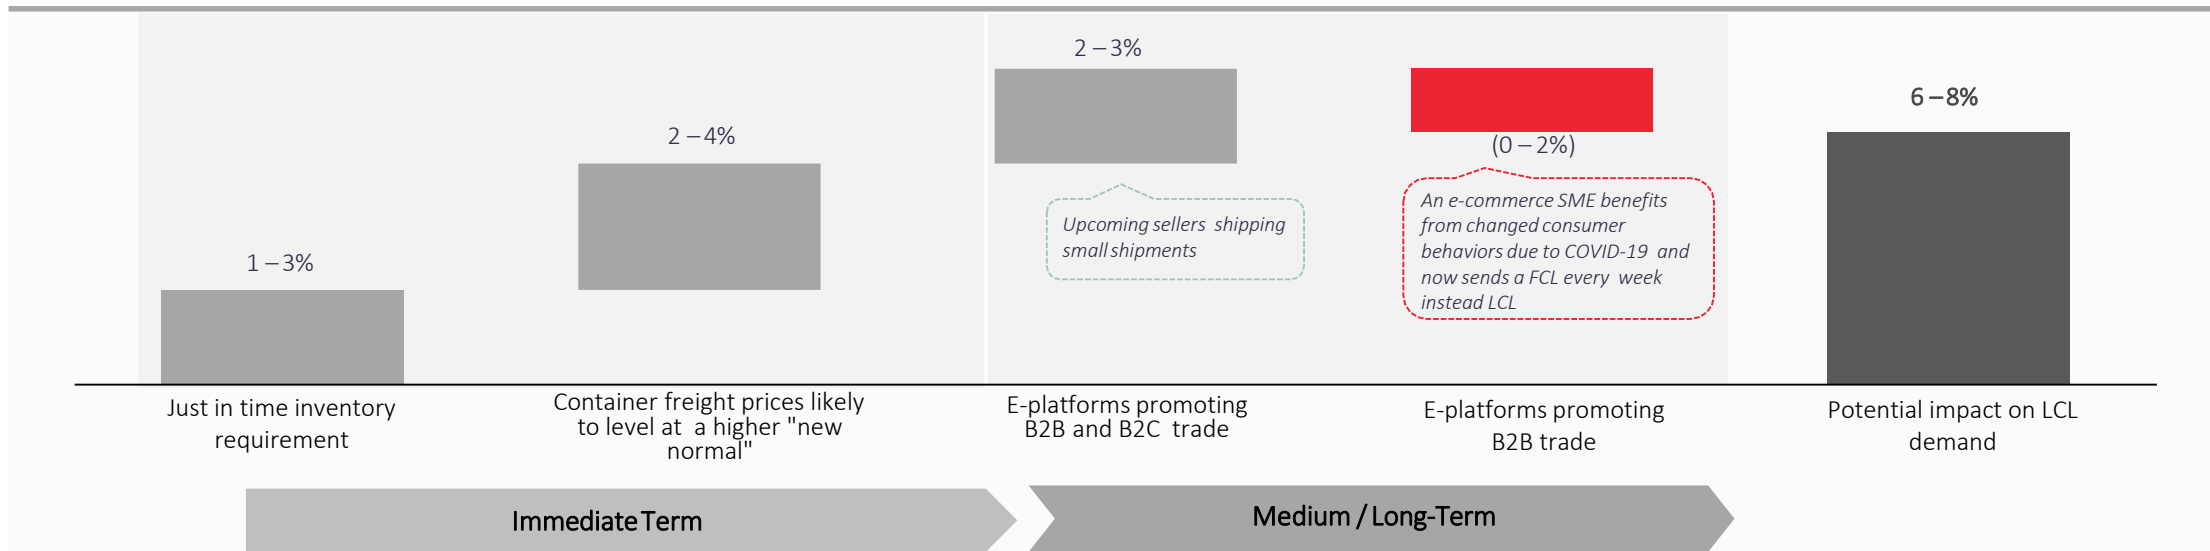 2 – 3%
6 – 8%
2 – 4%
(0 – 2%)
1 – 3%
Upcoming sellers shipping
small shipments
An e-commerce SME benefits
from changed consumer
behaviors due to COVID-19 and
now sends a FCL every week
instead LCL
Just in time inventory
requirement
Container freight prices likely
to level at a higher "new
normal"
E-platforms promoting
B2B and B2C trade
E-platforms promoting
B2B trade
Potential impact on LCL
demand
Immediate Term
Medium / Long-Term